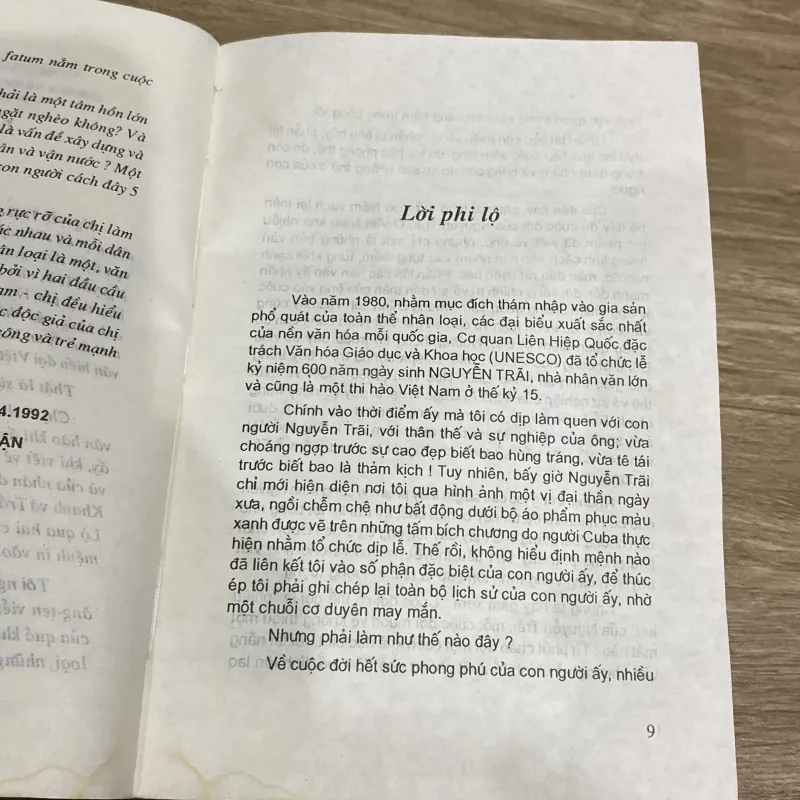 fatum nằm trong cuộc
hải là một tâm hồn lớn
ngặt nghèo không? Và
là vấn đề xây dựng và
ân và vận nước ? Một
con người cách đây 5
rực rỡ của chị làm
ác nhau và mỗi dân
ân loại là một, văn
bởi vì hai đầu cầu
am - chị đều hiểu
c độc giả của chị
ông và trẻ mạnh
4.1992
ẬN
Lời phi lộ
Vào năm 1980, nhằm mục đích thám nhập vào gia sản
phổ quát của toàn thể nhân loại, các đại biểu xuất sắc nhất
của nền văn hóa mỗi quốc gia, Cơ quan Liên Hiệp Quốc đặc
trách Văn hóa Giáo dục và Khoa học (UNESCO) đã tổ chức lễ
kỷ niệm 600 năm ngày sinh NGUYỄN TRÃI, nhà nhân văn lớn
và cũng là một thi hào Việt Nam ở thế kỷ 15.
Chính vào thời điểm ấy mà tôi có dịp làm quen với con
người Nguyễn Trãi, với thân thế và sự nghiệp của ông; vừa
choáng ngợp trước sự cao đẹp biết bao hùng tráng, vừa tê tái
trước biết bao là thảm kịch ! Tuy nhiên, bấy giờ Nguyễn Trãi
chỉ mới hiện diện nơi tôi qua hình ảnh một vị đại thần ngày
xưa, ngồi chễm chệ như bất động dưới bộ áo phẩm phục màu
xanh được vẽ trên những tấm bích chương do người Cuba thực
hiện nhằm tổ chức dịp lễ. Thế rồi, không hiểu định mệnh nào
đã liên kết tôi vào số phận đặc biệt của con người ấy, để thúc
ép tôi phải ghi chép lại toàn bộ lịch sử của con người ấy, nhờ
một chuỗi cơ duyên may mắn.
Nhưng phải làm như thế nào đây ?
Về cuộc đời hết sức phong phú của con người ấy, nhiều
9